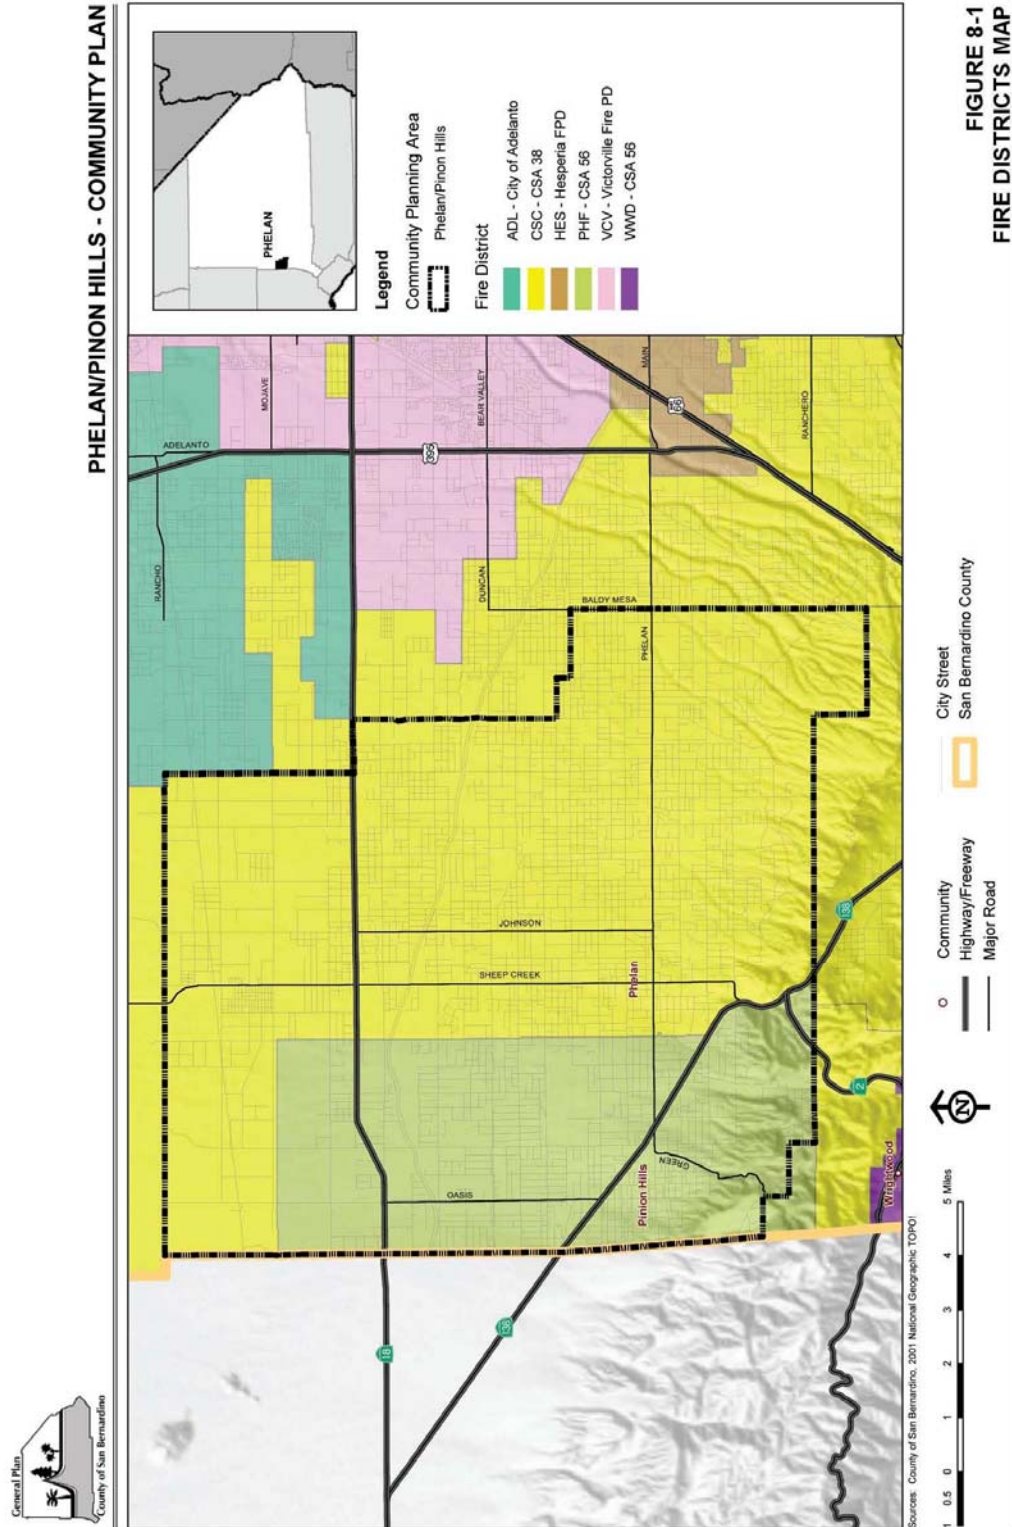 General Plan
County of San Bernardino
PHELAN/PINON HILLS - COMMUNITY PLAN
PHELAN
Legend
Community Planning Area
Phelan/Pinon Hills
Fire District
ADL - City of Adelanto
CSC - CSA 38
HES - Hesperia FPD
PHF - CSA 56
VCV - Victorville Fire PD
WWD - CSA 56
RANCHO
ADELANTO
MOJAVE
395
DUNCAN
BEAR VALLEY
BALDY MESA
PHELAN
MAIN
66
RANCHERO
JOHNSON
SHEEP CREEK
Phelan
OASIS
GREEN
Pinion Hills
18
138
138
2
Wrightwood
Sources: County of San Bernardino, 2001 National Geographic TOPO!
1 0.5 0 1 2 3 4 5 Miles
N
Community
Highway/Freeway
Major Road
City Street
San Bernardino County
FIGURE 8-1
FIRE DISTRICTS MAP